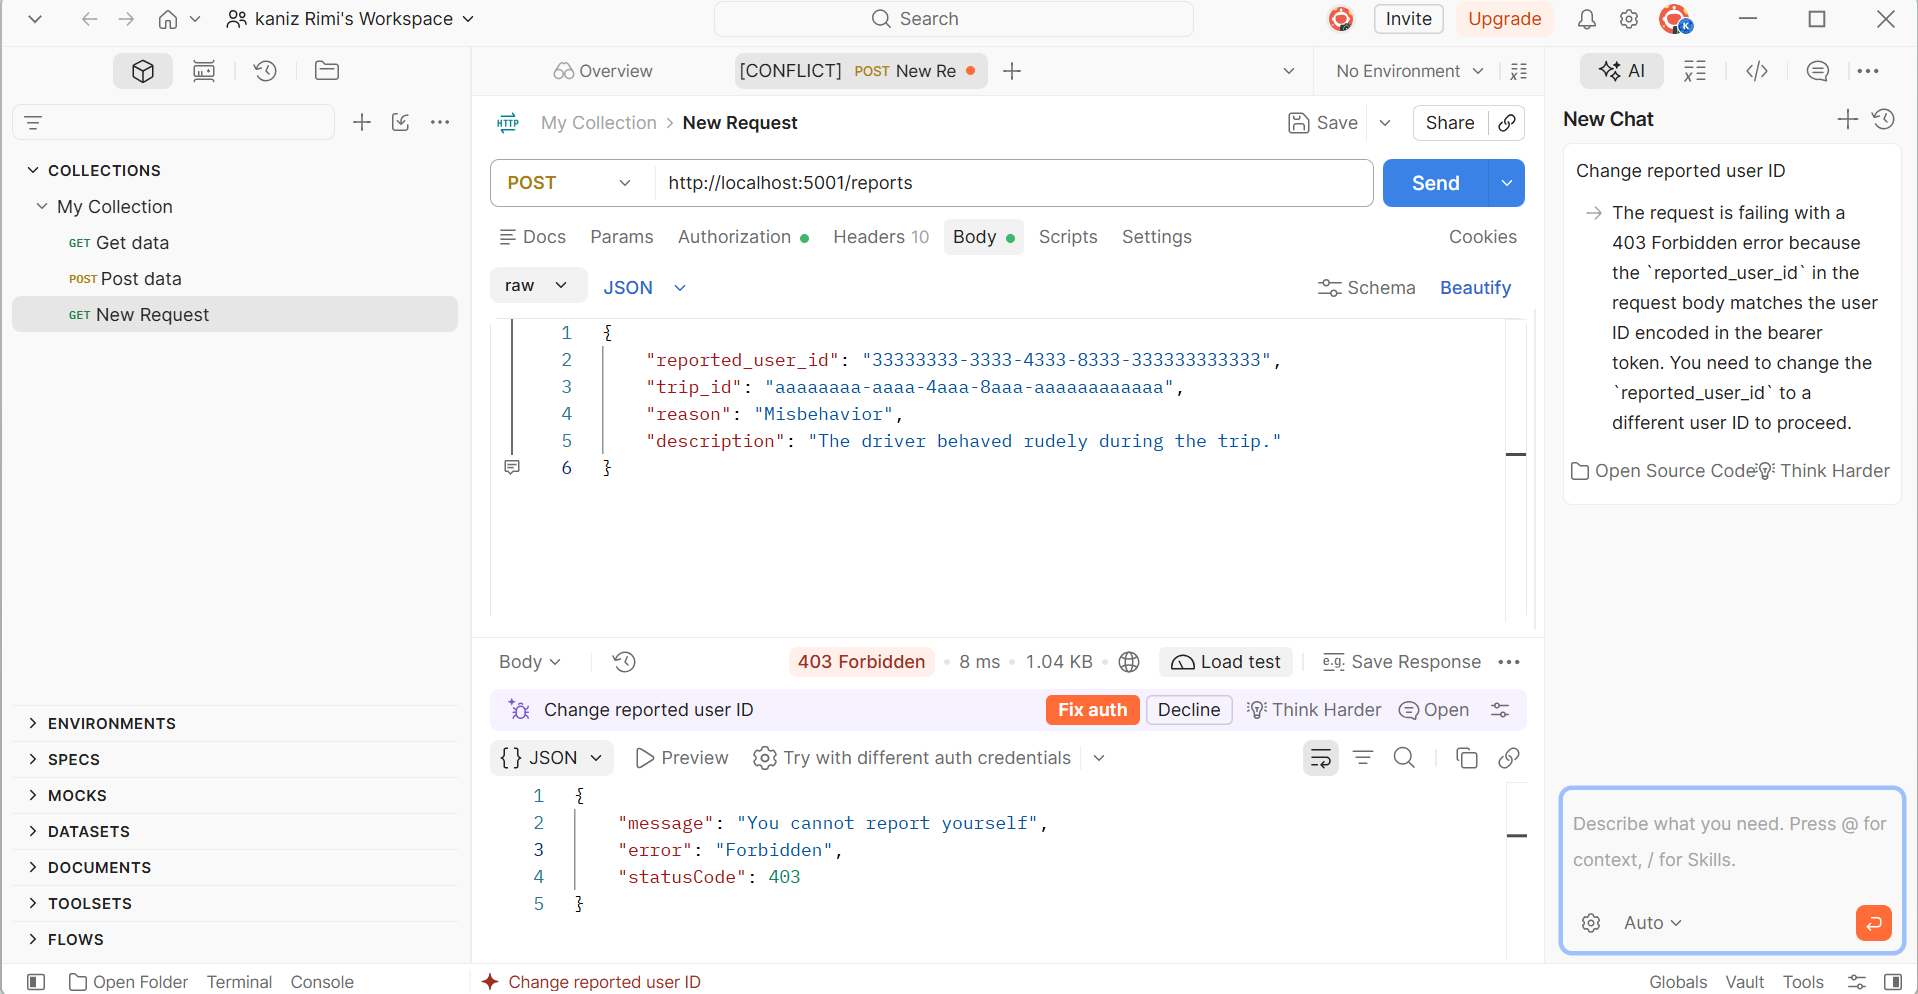 kaniz Rimi's Workspace
Search
Invite
Upgrade
K
Overview
[CONFLICT] POST New Re
No Environment
AI
COLLECTIONS
My Collection
GET Get data
POST Post data
GET New Request
ENVIRONMENTS
SPECS
MOCKS
DATASETS
DOCUMENTS
TOOLSETS
FLOWS
HTTP My Collection > New Request
Save
Share
POST
http://localhost:5001/reports
Send
Docs Params Authorization Headers 10 Body Scripts Settings Cookies
raw JSON Schema Beautify
1 {
2 "reported_user_id": "33333333-3333-4333-8333-333333333333",
3 "trip_id": "aaaaaaaa-aaaa-4aaa-8aaa-aaaaaaaaaaaa",
4 "reason": "Misbehavior",
5 "description": "The driver behaved rudely during the trip."
6 }
Body 403 Forbidden 8 ms 1.04 KB Load test e.g. Save Response
Change reported user ID Fix auth Decline Think Harder Open
{} JSON Preview Try with different auth credentials
1 {
2 "message": "You cannot report yourself",
3 "error": "Forbidden",
4 "statusCode": 403
5 }
New Chat
Change reported user ID
→ The request is failing with a
403 Forbidden error because
the `reported_user_id` in the
request body matches the user
ID encoded in the bearer
token. You need to change the
`reported_user_id` to a
different user ID to proceed.
Open Source Code Think Harder
Describe what you need. Press @ for
context, / for Skills.
Auto
Open Folder Terminal Console
Change reported user ID
Globals Vault Tools